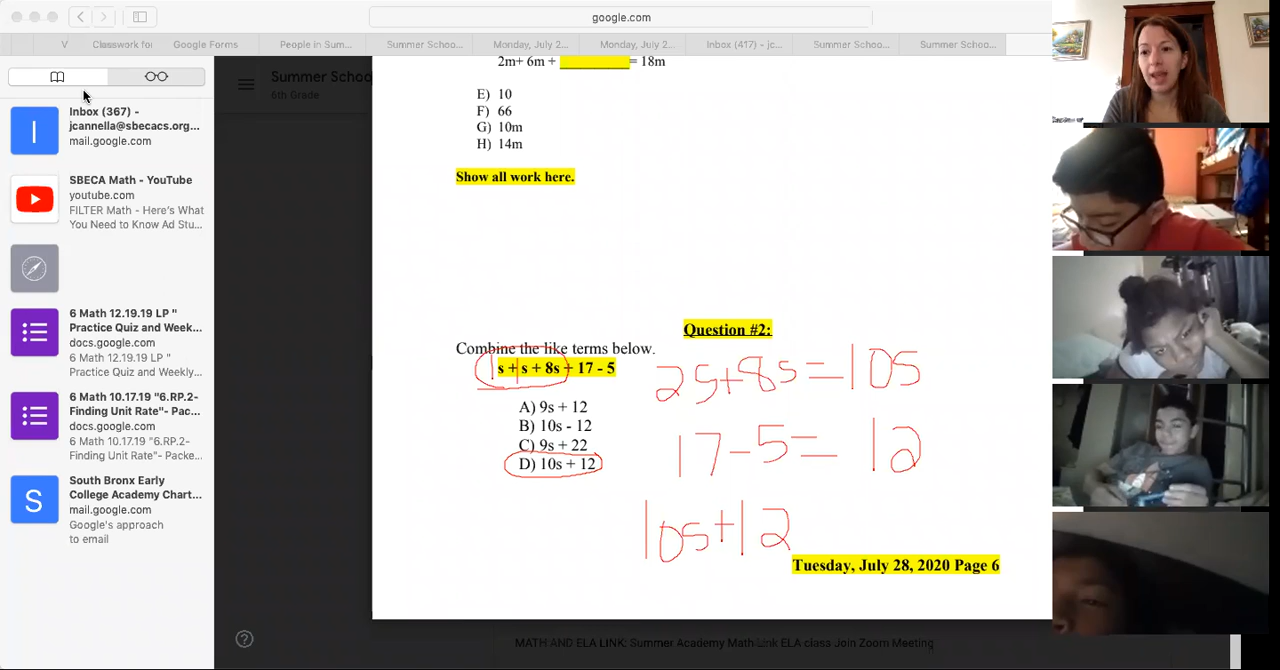 google.com
V
Classwork for
Google Forms
People in Sum...
Summer Schoo...
Monday, July 2...
Monday, July 2...
Inbox (417) - jc...
Summer Schoo...
Summer Schoo...
Inbox (367) -
jcannella@sbecacs.org...
mail.google.com
SBECA Math - YouTube
youtube.com
FILTER Math - Here's What
You Need to Know Ad Stu...
6 Math 12.19.19 LP "
Practice Quiz and Week...
docs.google.com
6 Math 12.19.19 LP "
Practice Quiz and Weekly...
6 Math 10.17.19 "6.RP.2-
Finding Unit Rate"- Pac...
docs.google.com
6 Math 10.17.19 "6.RP.2-
Finding Unit Rate"- Packe...
South Bronx Early
College Academy Chart...
mail.google.com
Google's approach
to email
Summer Schoo
6th Grade
2m+ 6m + __________= 18m
E) 10
F) 66
G) 10m
H) 14m
Show all work here.
Question #2:
Combine the like terms below.
1s + 1s + 8s + 17 - 5
A) 9s + 12
B) 10s - 12
C) 9s + 22
D) 10s + 12
2s+8s=10s
17-5= 12
10s+12
Tuesday, July 28, 2020 Page 6
MATH AND ELA LINK: Summer Academy Math Link ELA class Join Zoom Meeting